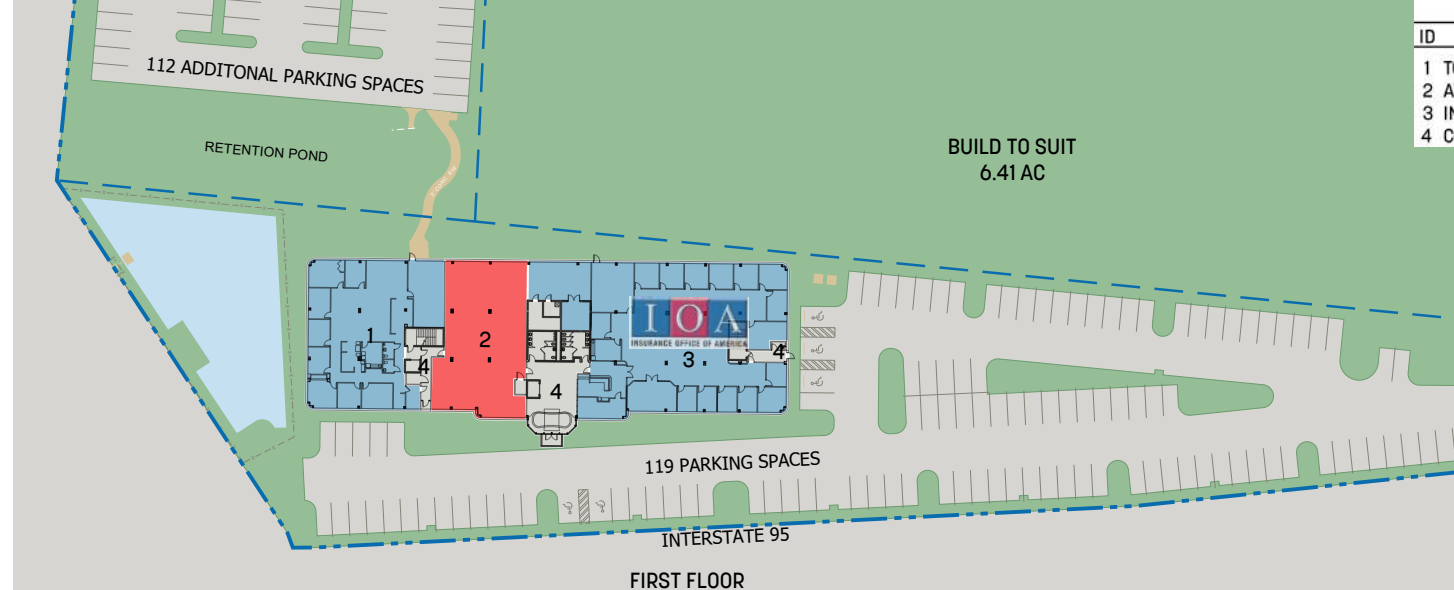 ID
1
2
3
4
112 ADDITONAL PARKING SPACES
RETENTION POND
BUILD TO SUIT
6.41 AC
1
2
4
4
3
4
IOA
INSURANCE OFFICE OF AMERICA
119 PARKING SPACES
INTERSTATE 95
FIRST FLOOR